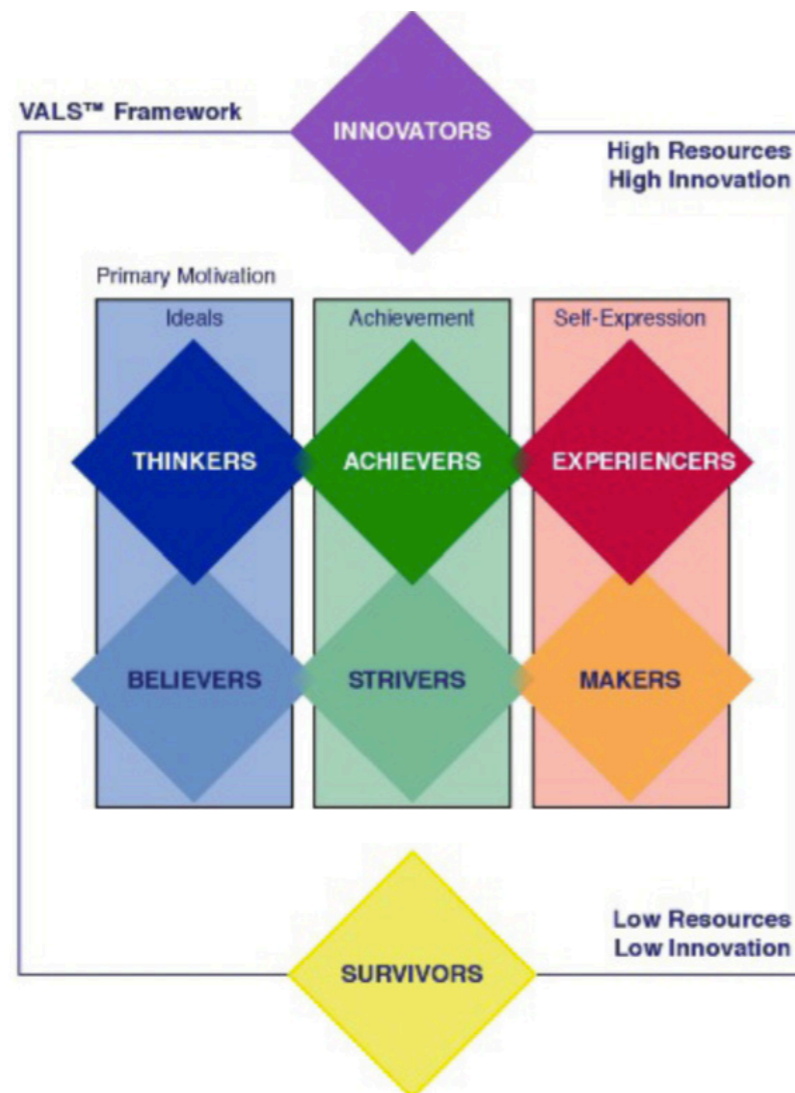 INNOVATORS
VALS™ Framework
High Resources
High Innovation
Primary Motivation
Ideals
Achievement
Self-Expression
THINKERS
ACHIEVERS
EXPERIENCERS
BELIEVERS
STRIVERS
MAKERS
Low Resources
Low Innovation
SURVIVORS